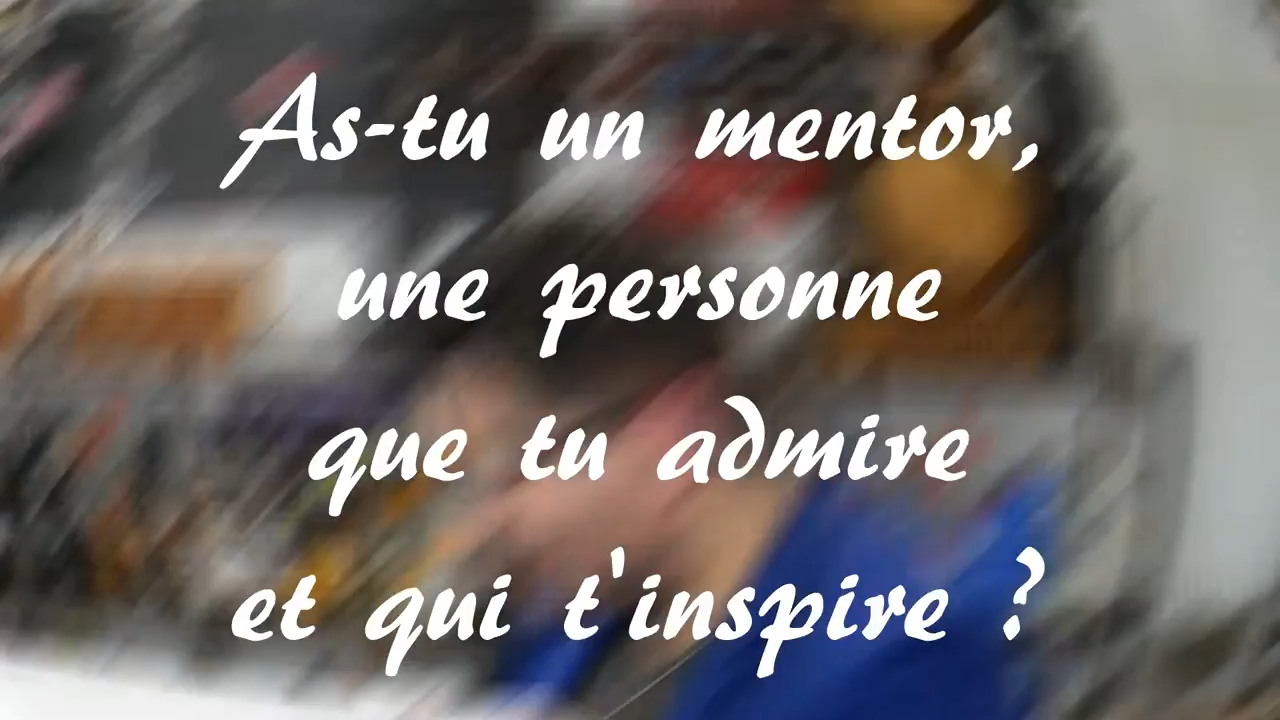 As-tu un mentor,
une personne
que tu admire
et qui t'inspire ?